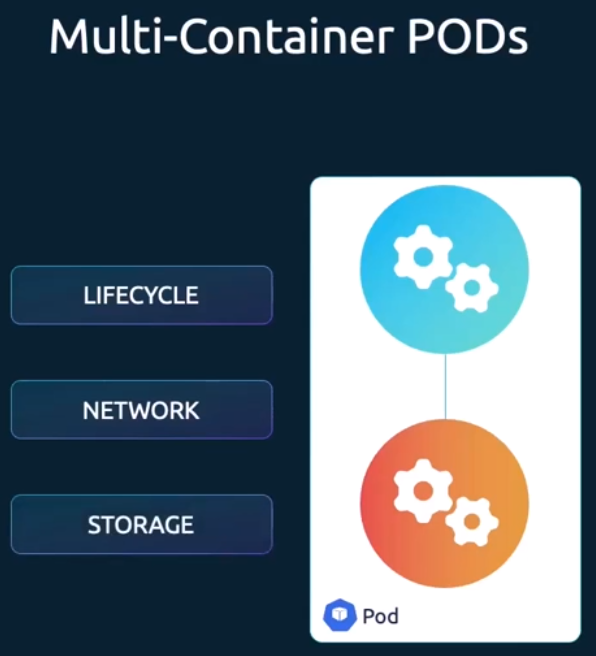 Multi-Container PODs
LIFECYCLE
NETWORK
STORAGE
Pod